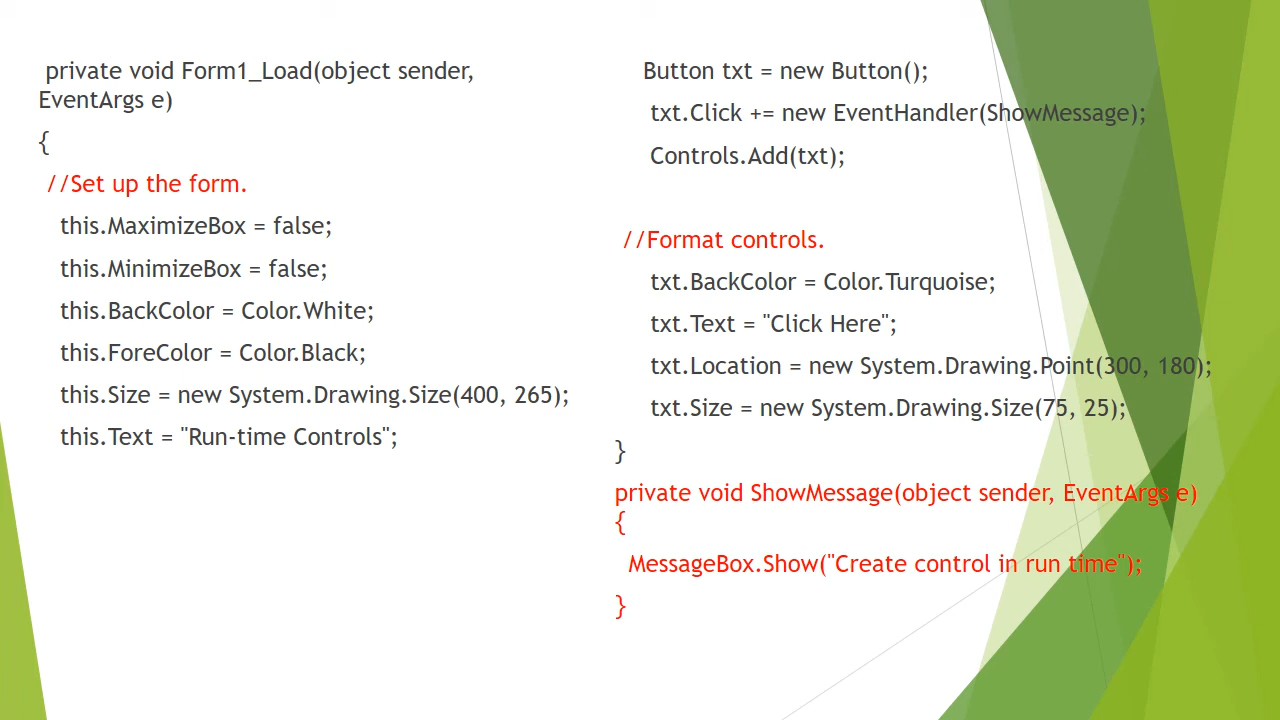 private void Form1_Load(object sender,
EventArgs e)
{
//Set up the form.
this.MaximizeBox = false;
this.MinimizeBox = false;
this.BackColor = Color.White;
this.ForeColor = Color.Black;
this.Size = new System.Drawing.Size(400, 265);
this.Text = "Run-time Controls";
Button txt = new Button();
txt.Click += new EventHandler(ShowMessage);
Controls.Add(txt);
//Format controls.
txt.BackColor = Color.Turquoise;
txt.Text = "Click Here";
txt.Location = new System.Drawing.Point(300, 180);
txt.Size = new System.Drawing.Size(75, 25);
}
private void ShowMessage(object sender, EventArgs e)
{
MessageBox.Show("Create control in run time");
}